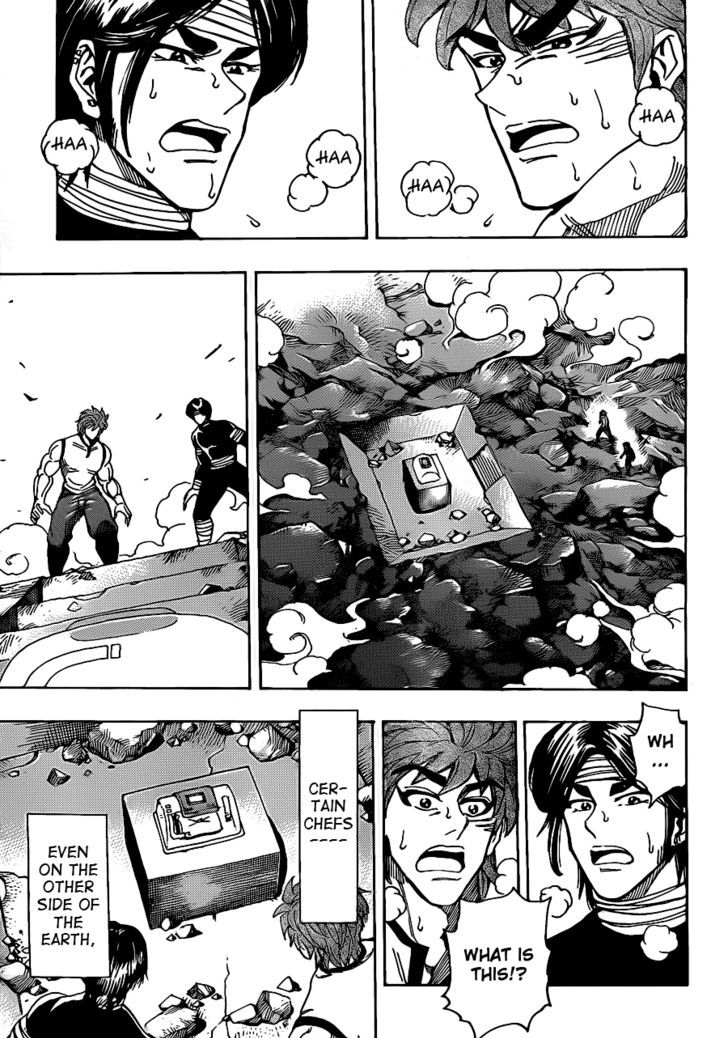 HAA
HAA
HAA
HAA
WH
...
WHAT IS
THIS!?
CER-
TAIN
CHEFS
----
EVEN
ON THE
OTHER
SIDE OF
THE
EARTH,